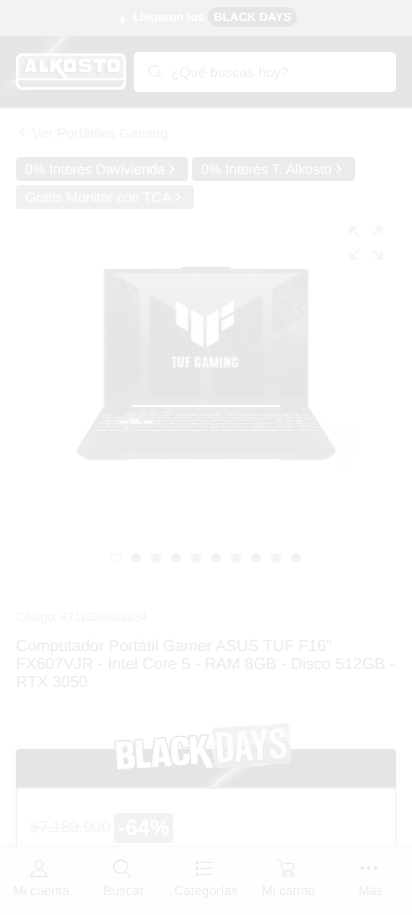 Llegaron los BLACK DAYS
ALKOSTO
¿Qué buscas hoy?
Ver Portátiles Gaming
0% Interés Davivienda
0% Interés T. Alkosto
Gratis Monitor con TCA
TUF GAMING
Código: 4711636623834
Computador Portátil Gamer ASUS TUF F16"
FX607VJR - Intel Core 5 - RAM 8GB - Disco 512GB -
RTX 3050
BLACK DAYS
$7.189.000 -64%
Mi cuenta
Buscar
Categorías
Mi carrito
Más